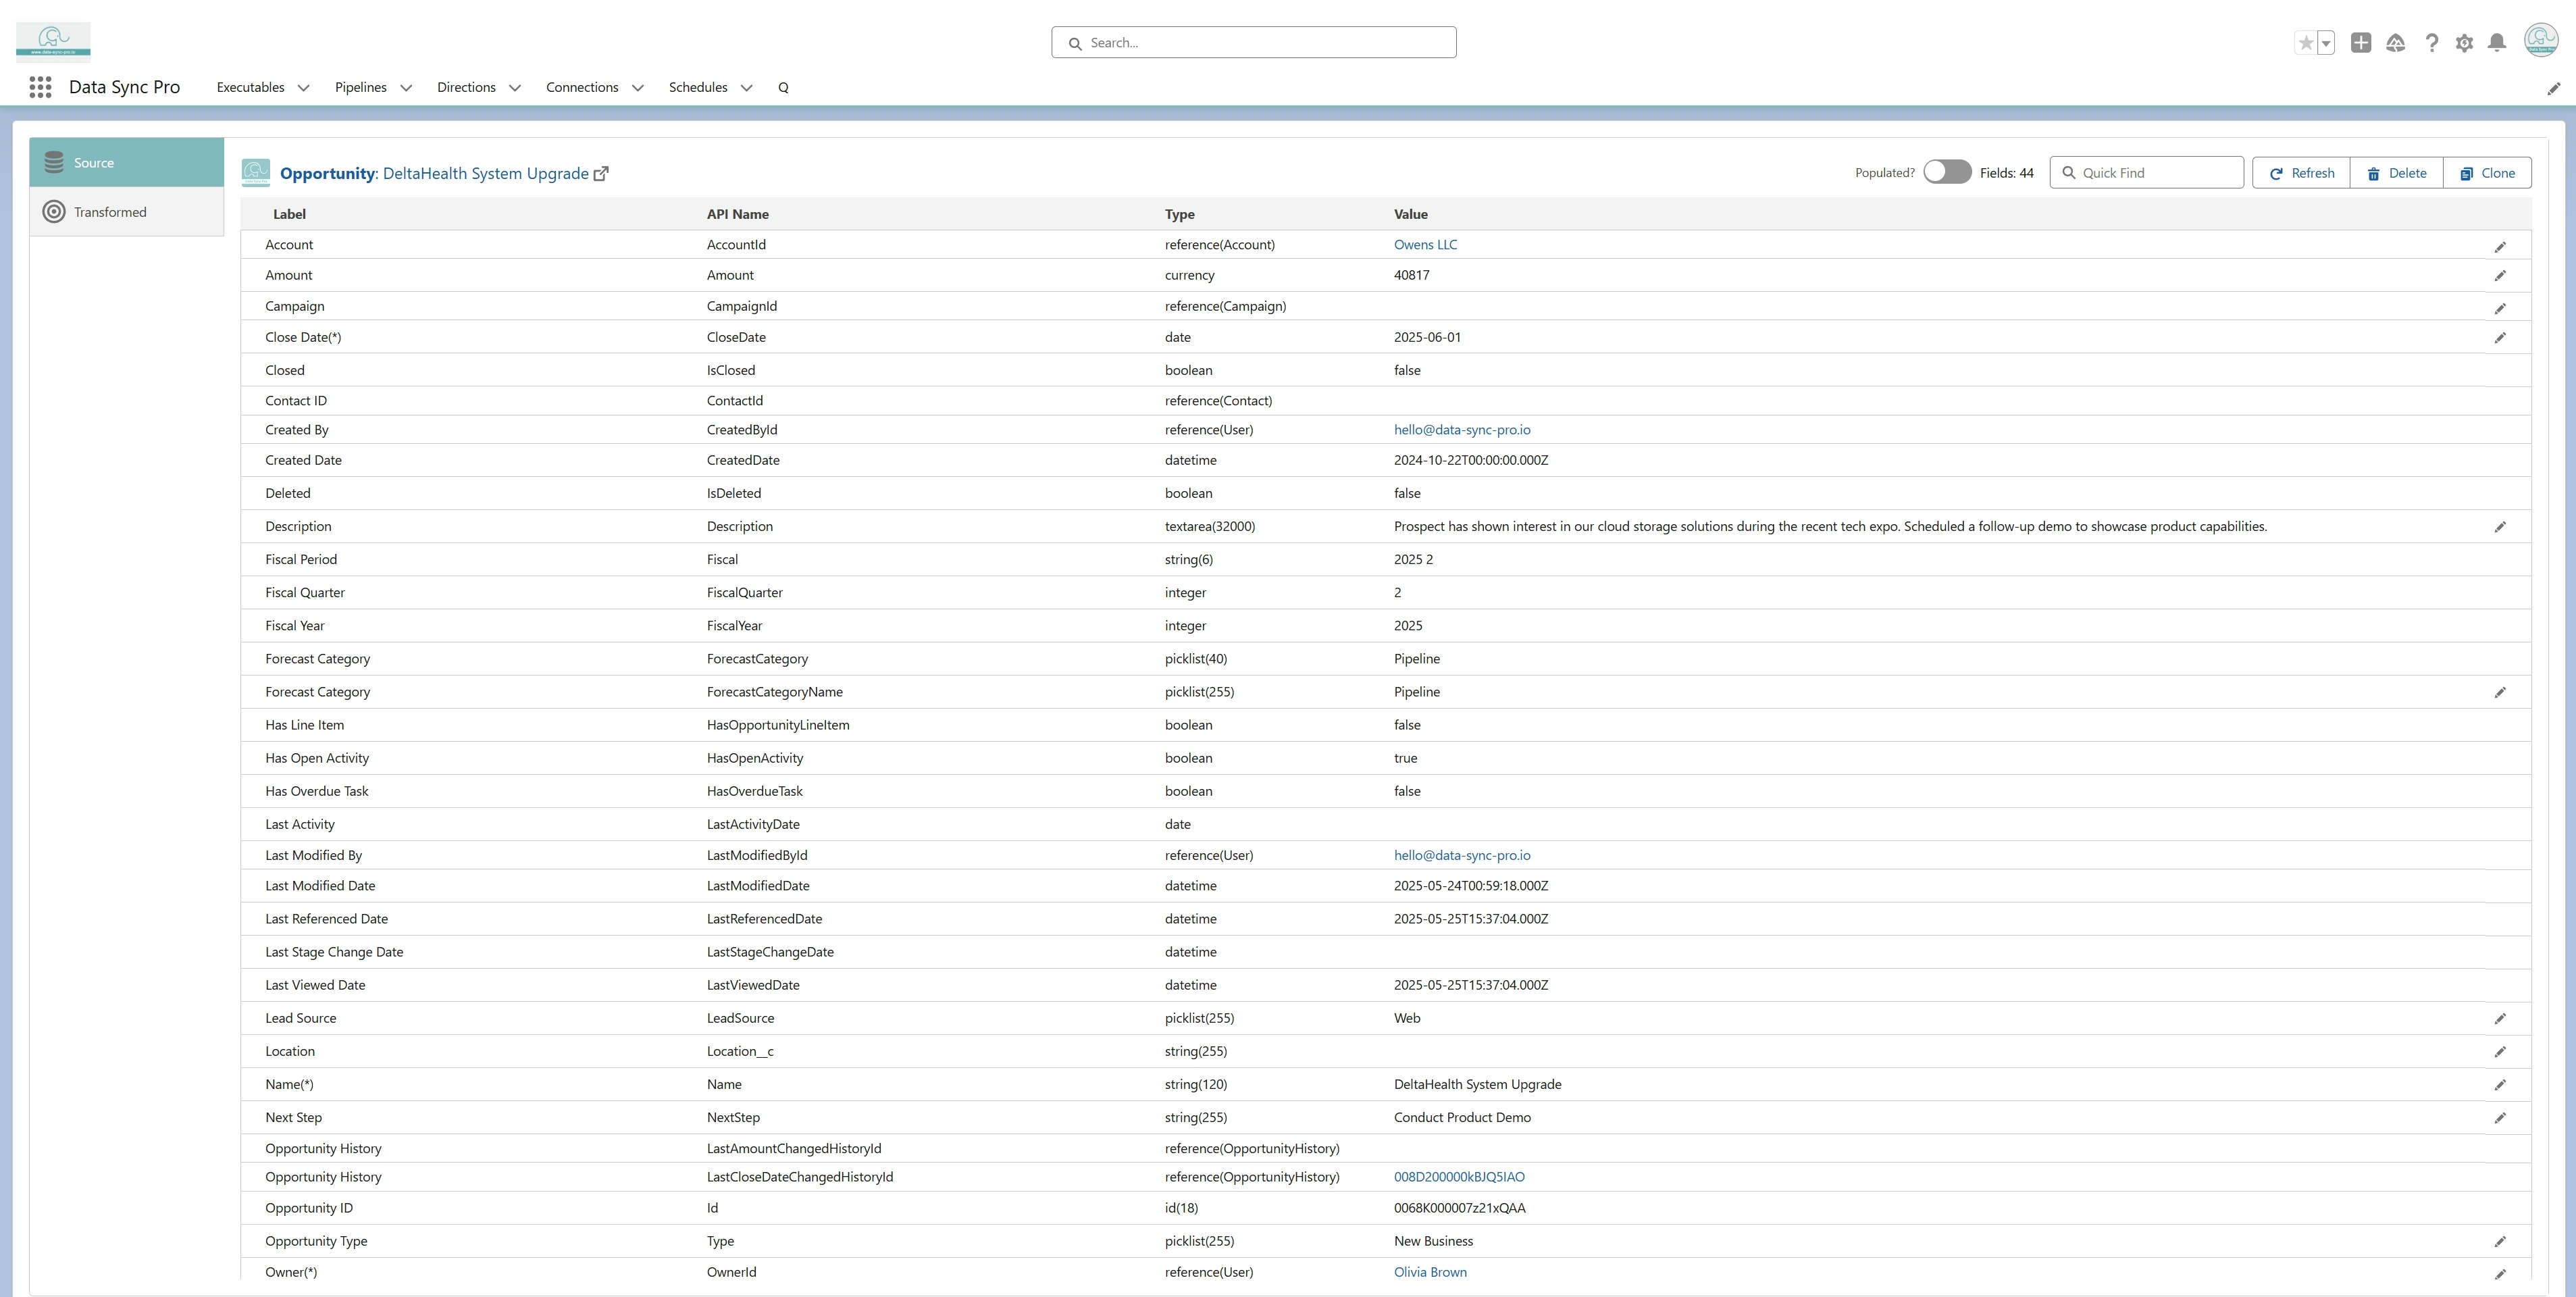 www.data-sync-pro.io
Search...
Data Sync Pro Executables Pipelines Directions Connections Schedules Q
Source
Transformed
Opportunity: DeltaHealth System Upgrade Populated? Fields: 44 Quick Find Refresh Delete Clone
Label API Name Type Value
Account AccountId reference(Account) Owens LLC
Amount Amount currency 40817
Campaign CampaignId reference(Campaign)
Close Date(*) CloseDate date 2025-06-01
Closed IsClosed boolean false
Contact ID ContactId reference(Contact)
Created By CreatedById reference(User) hello@data-sync-pro.io
Created Date CreatedDate datetime 2024-10-22T00:00:00.000Z
Deleted IsDeleted boolean false
Description Description textarea(32000) Prospect has shown interest in our cloud storage solutions during the recent tech expo. Scheduled a follow-up demo to showcase product capabilities.
Fiscal Period Fiscal string(6) 2025 2
Fiscal Quarter FiscalQuarter integer 2
Fiscal Year FiscalYear integer 2025
Forecast Category ForecastCategory picklist(40) Pipeline
Forecast Category ForecastCategoryName picklist(255) Pipeline
Has Line Item HasOpportunityLineItem boolean false
Has Open Activity HasOpenActivity boolean true
Has Overdue Task HasOverdueTask boolean false
Last Activity LastActivityDate date
Last Modified By LastModifiedById reference(User) hello@data-sync-pro.io
Last Modified Date LastModifiedDate datetime 2025-05-24T00:59:18.000Z
Last Referenced Date LastReferencedDate datetime 2025-05-25T15:37:04.000Z
Last Stage Change Date LastStageChangeDate datetime
Last Viewed Date LastViewedDate datetime 2025-05-25T15:37:04.000Z
Lead Source LeadSource picklist(255) Web
Location Location__c string(255)
Name(*) Name string(120) DeltaHealth System Upgrade
Next Step NextStep string(255) Conduct Product Demo
Opportunity History LastAmountChangedHistoryId reference(OpportunityHistory)
Opportunity History LastCloseDateChangedHistoryId reference(OpportunityHistory) 008D200000kBJQ5IAO
Opportunity ID Id id(18) 0068K000007z21xQAA
Opportunity Type Type picklist(255) New Business
Owner(*) OwnerId reference(User) Olivia Brown